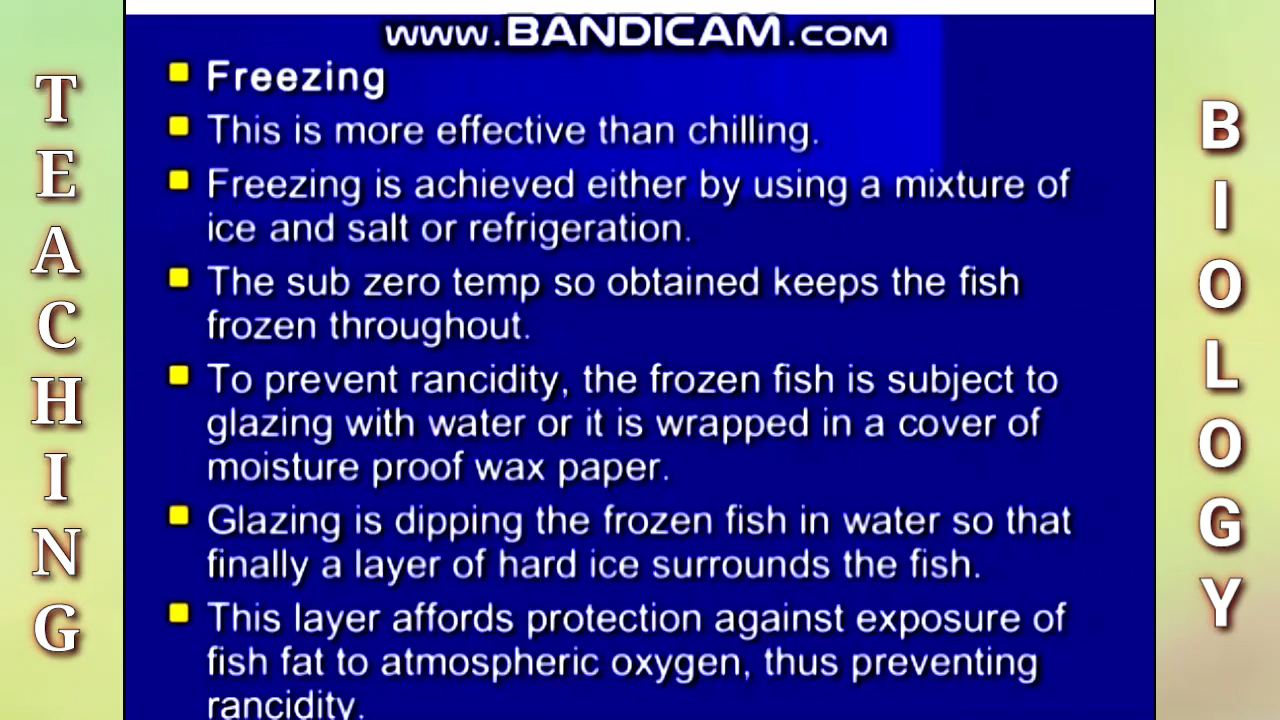 www.BANDICAM.com
TEACHING
Freezing
This is more effective than chilling.
Freezing is achieved either by using a mixture of
ice and salt or refrigeration.
The sub zero temp so obtained keeps the fish
frozen throughout.
To prevent rancidity, the frozen fish is subject to
glazing with water or it is wrapped in a cover of
moisture proof wax paper.
Glazing is dipping the frozen fish in water so that
finally a layer of hard ice surrounds the fish.
This layer affords protection against exposure of
fish fat to atmospheric oxygen, thus preventing
rancidity.
BIOLOGY